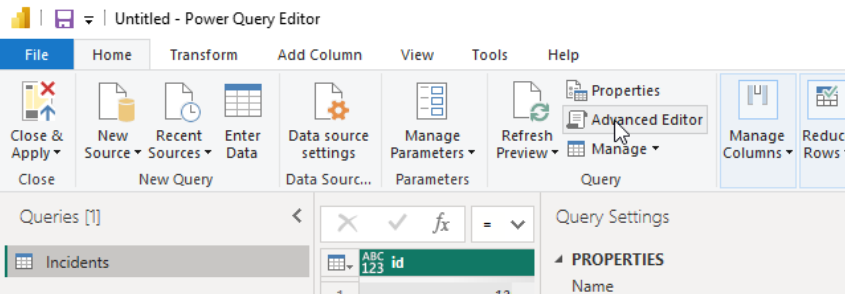 Untitled - Power Query Editor
File Home Transform Add Column View Tools Help
Properties
Advanced Editor
Manage
Close & Apply
New Source
Recent Sources
Enter Data
Data source settings
Manage Parameters
Refresh Preview
Manage Columns
Reduc
Rows
Close New Query Data Sourc... Parameters Query
Queries [1] < fx = Query Settings
Incidents
ABC 123 id
PROPERTIES
Name